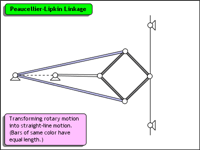 Peaucellier-Lipkin Linkage
Transforming rotary motion
into straight-line motion.
(Bars of same color have
equal length.)